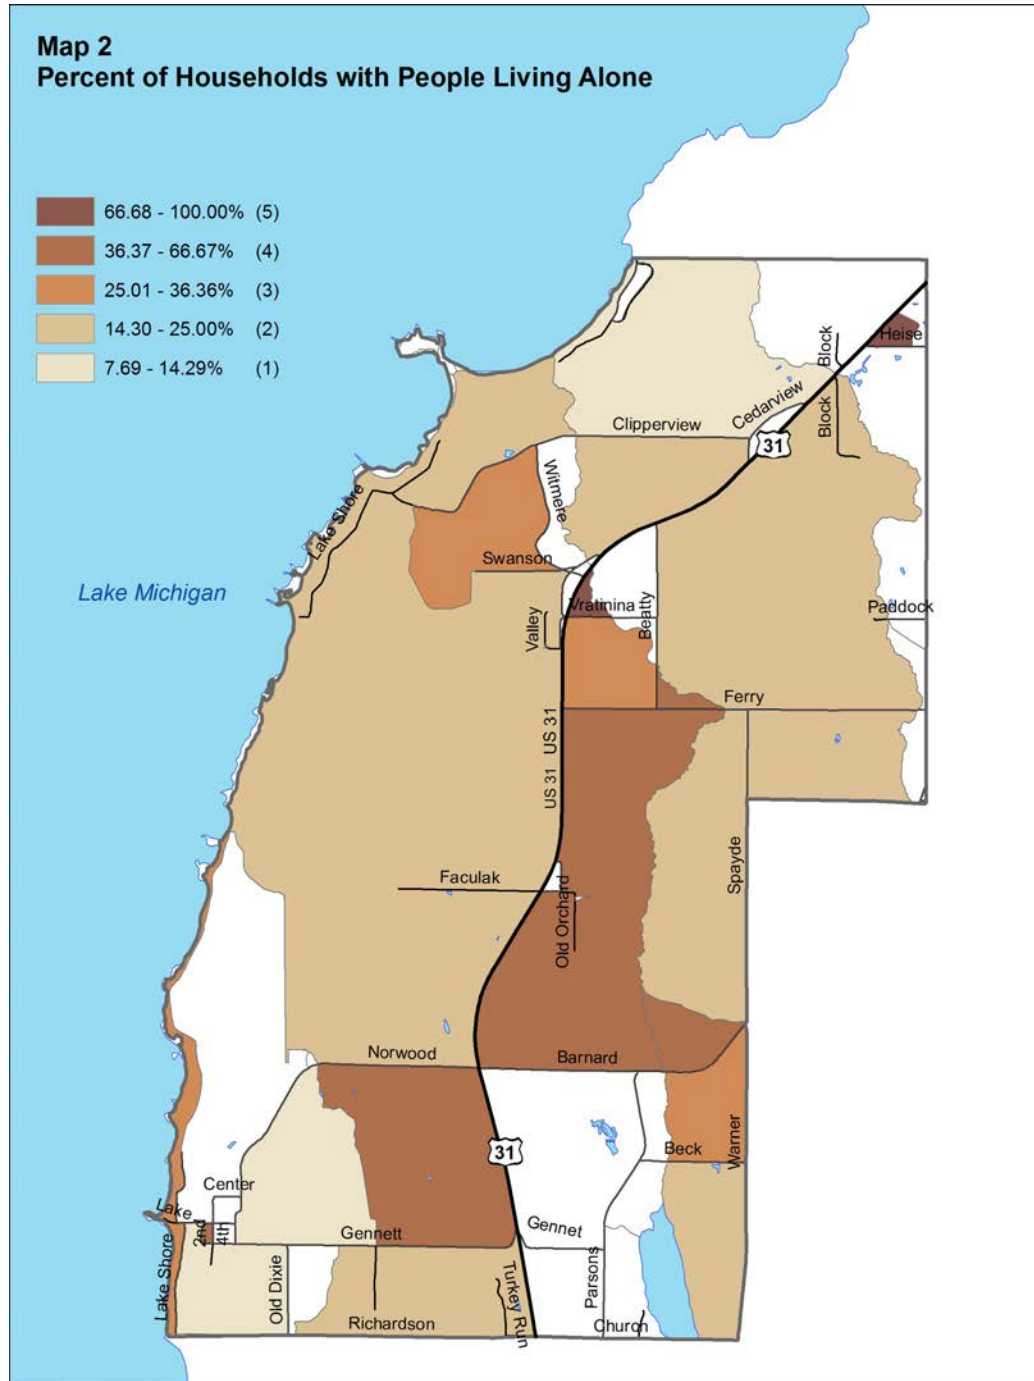 Map 2
Percent of Households with People Living Alone
66.68 - 100.00% (5)
36.37 - 66.67% (4)
25.01 - 36.36% (3)
14.30 - 25.00% (2)
7.69 - 14.29% (1)
Heise
Block
Cedarview
Block
Clipperview
31
Witmere
Lake Shore
Swanson
Lake Michigan
Vratinina
Paddock
Valley
Beatty
Ferry
US 31
US 31
Spayde
Faculak
Old Orchard
Norwood
Barnard
31
Beck
Warner
Center
Lake
2nd
4th
Gennett
Gennet
Lake Shore
Old Dixie
Turkey Run
Parsons
Richardson
Churon